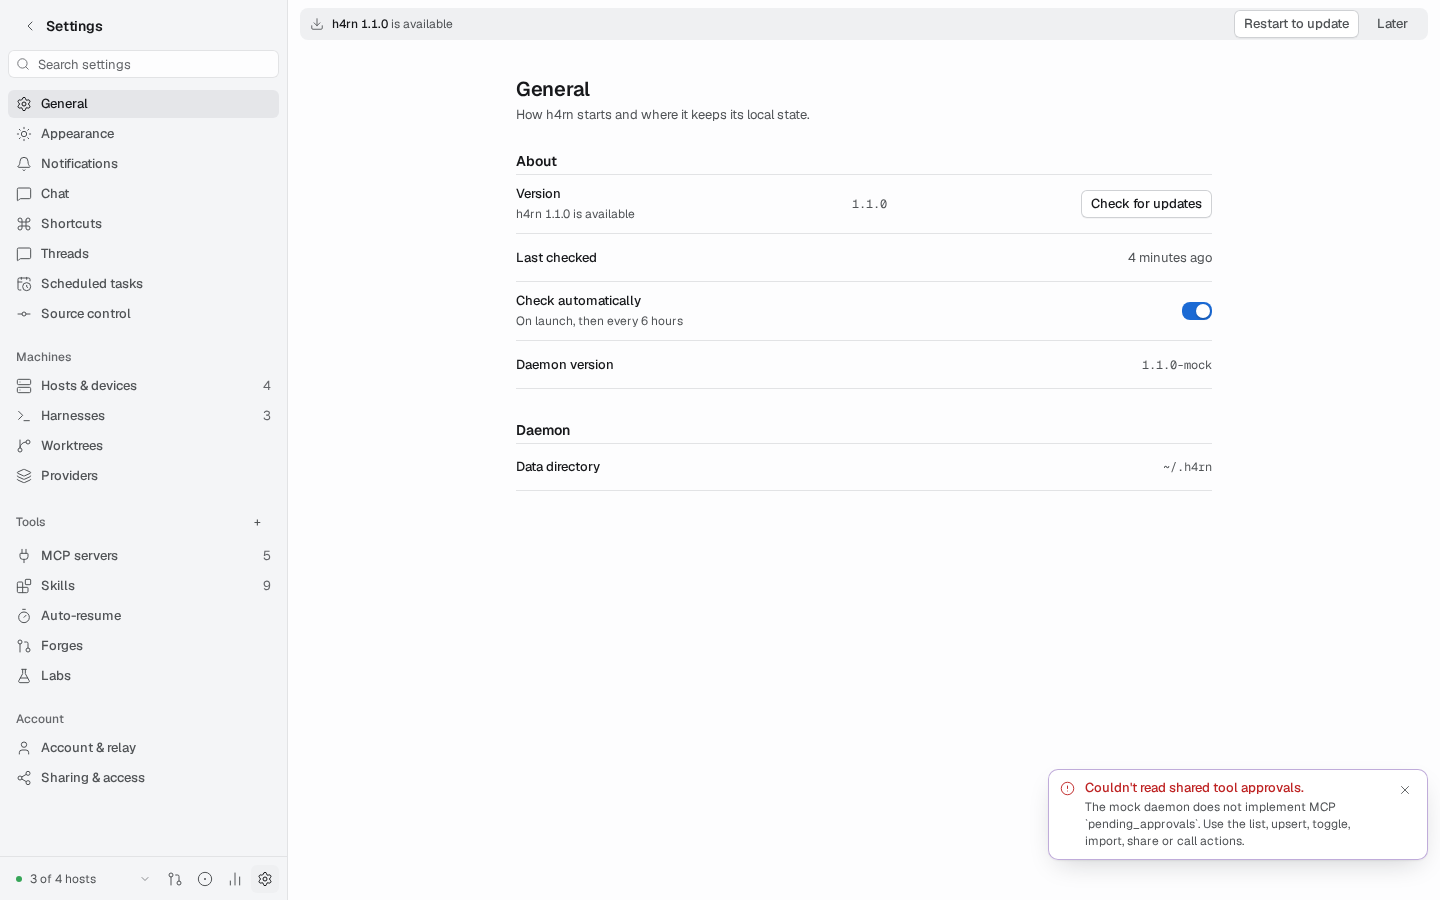 Settings
Search settings
General
Appearance
Notifications
Chat
Shortcuts
Threads
Scheduled tasks
Source control
Machines
Hosts & devices 4
Harnesses 3
Worktrees
Providers
Tools +
MCP servers 5
Skills 9
Auto-resume
Forges
Labs
Account
Account & relay
Sharing & access
3 of 4 hosts
h4rn 1.1.0 is available
Restart to update
Later
General
How h4rn starts and where it keeps its local state.
About
Version
h4rn 1.1.0 is available
1.1.0
Check for updates
Last checked
4 minutes ago
Check automatically
On launch, then every 6 hours
Daemon version
1.1.0-mock
Daemon
Data directory
~/.h4rn
Couldn't read shared tool approvals.
The mock daemon does not implement MCP
`pending_approvals`. Use the list, upsert, toggle,
import, share or call actions.